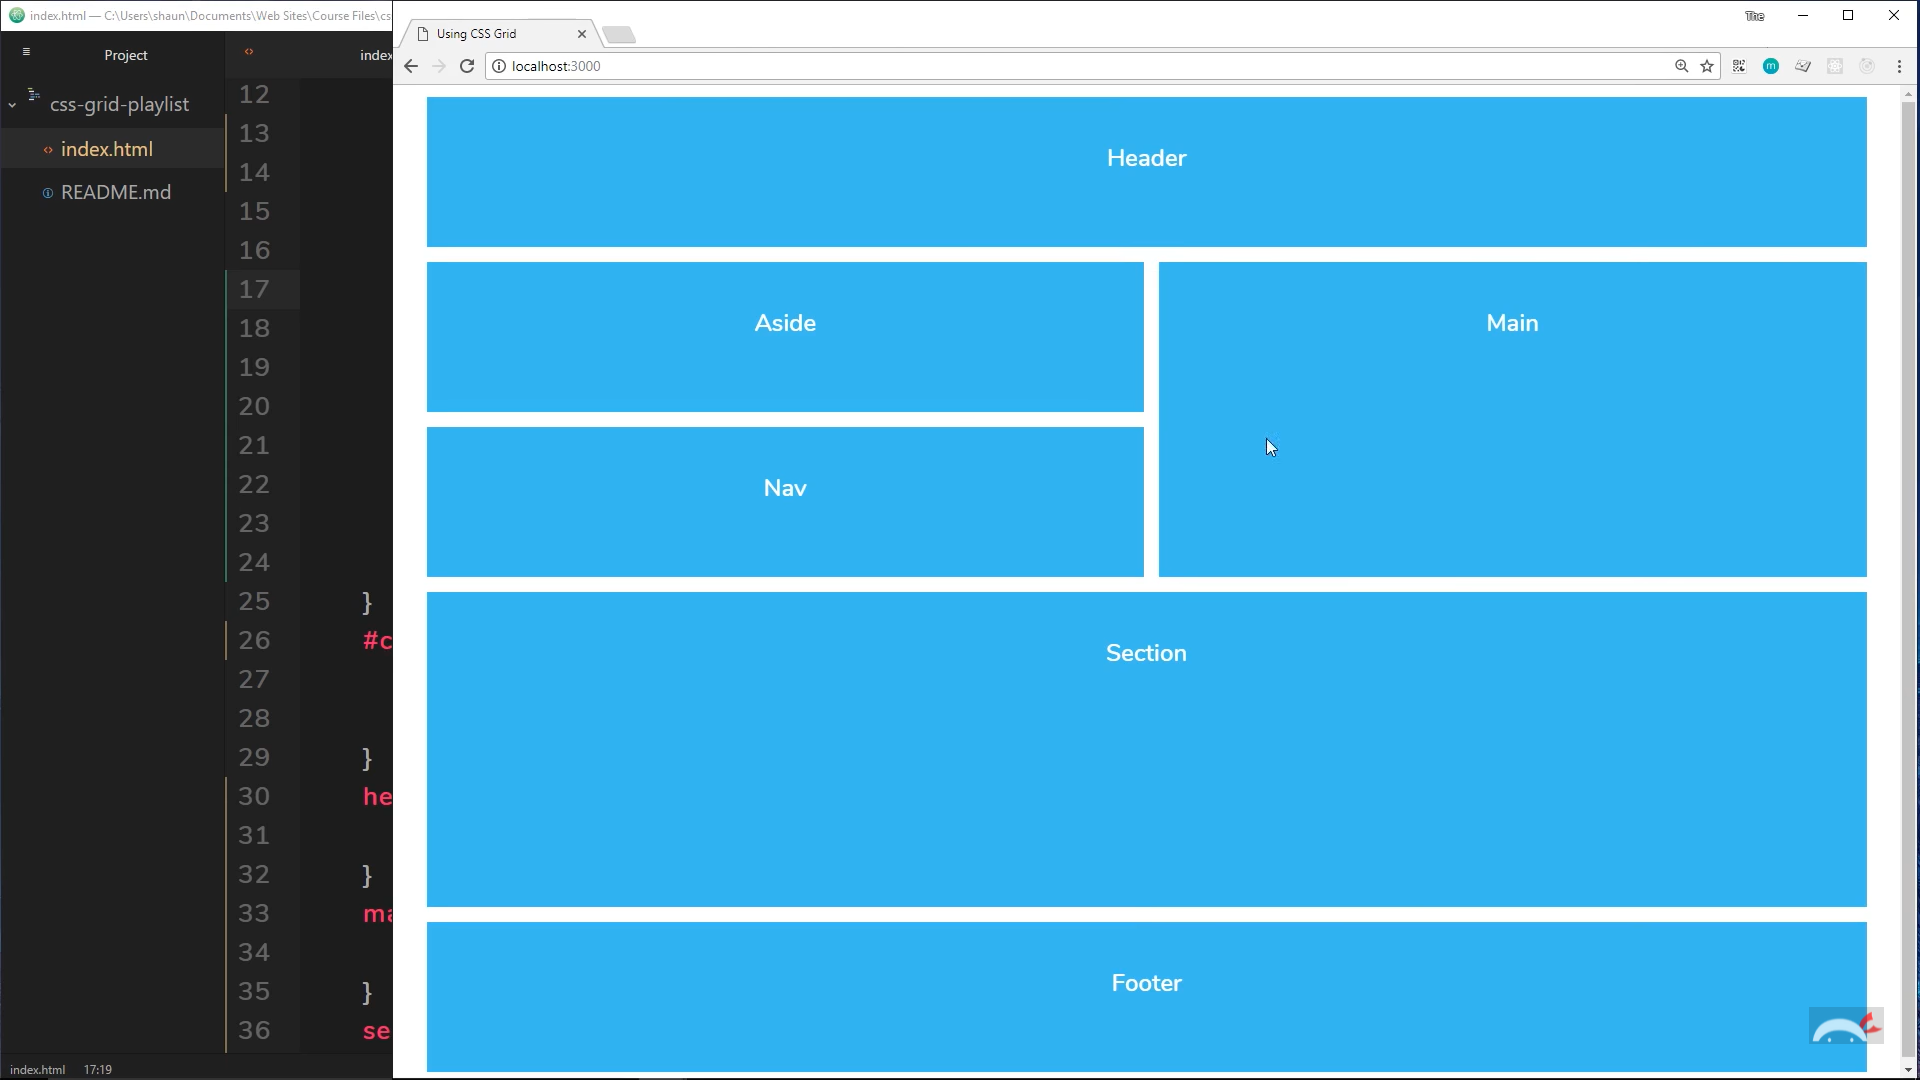 index.html — C:\Users\shaun\Documents\Web Sites\Course Files\cs
The
Using CSS Grid
Project
index
localhost:3000
css-grid-playlist
index.html
README.md
12
13
14
15
16
17
18
19
20
21
22
23
24
25 }
26 #c
27
28
29 }
30 he
31
32 }
33 ma
34
35 }
36 se
Header
Aside
Main
Nav
Section
Footer
index.html 17:19